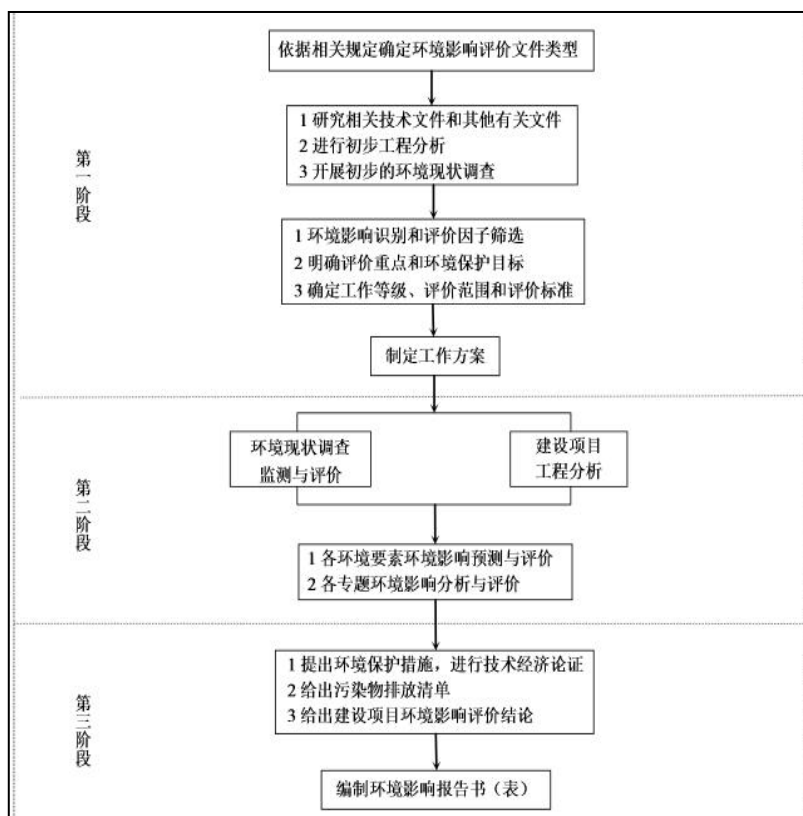 依据相关规定确定环境影响评价文件类型
1 研究相关技术文件和其他有关文件
2 进行初步工程分析
3 开展初步的环境现状调查
第一阶段
1 环境影响识别和评价因子筛选
2 明确评价重点和环境保护目标
3 确定工作等级、评价范围和评价标准
制定工作方案
环境现状调查
监测与评价
建设项目
工程分析
第二阶段
1 各环境要素环境影响预测与评价
2 各专题环境影响分析与评价
1 提出环境保护措施，进行技术经济论证
2 给出污染物排放清单
3 给出建设项目环境影响评价结论
第三阶段
编制环境影响报告书（表）